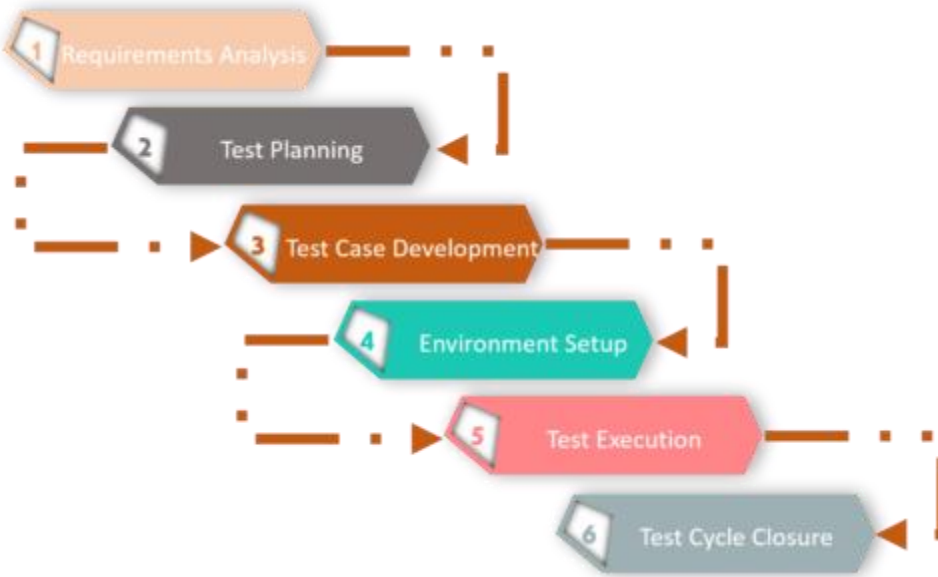 1 Requirements Analysis
2 Test Planning
3 Test Case Development
4 Environment Setup
5 Test Execution
6 Test Cycle Closure